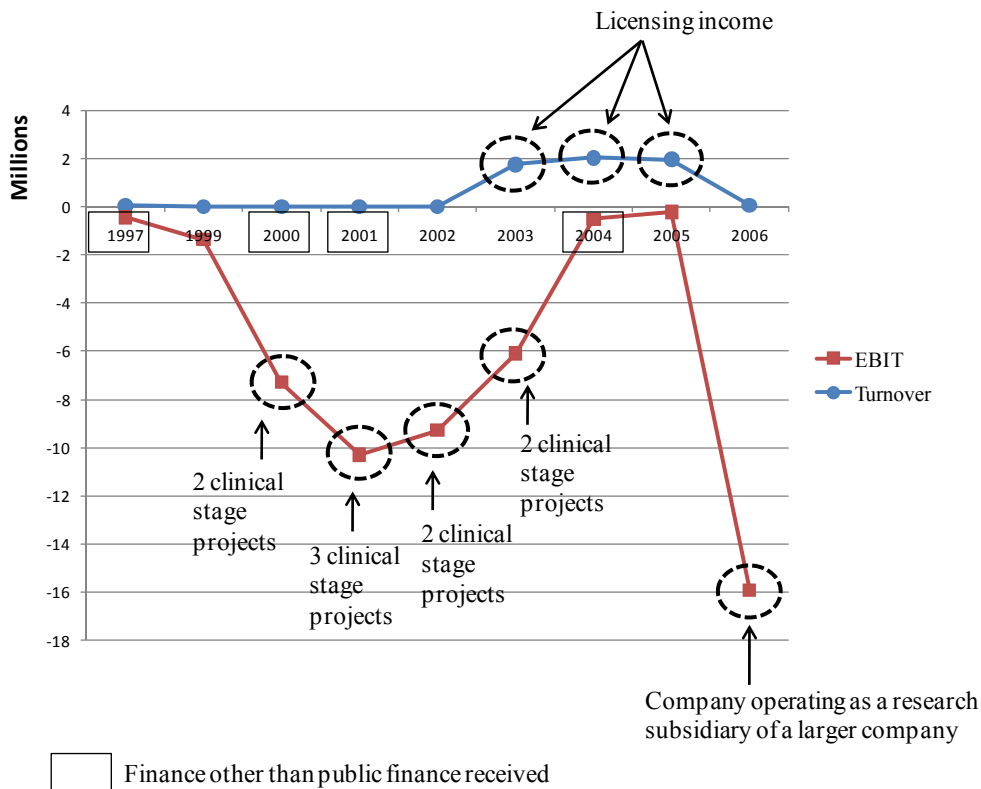 Licensing income
Millions
4
2
0
-2
-4
-6
-8
-10
-12
-14
-16
-18
1997
1999
2000
2001
2002
2003
2004
2005
2006
EBIT
Turnover
2 clinical
stage
projects
3 clinical
stage
projects
2 clinical
stage
projects
2 clinical
stage
projects
Company operating as a research
subsidiary of a larger company
Finance other than public finance received